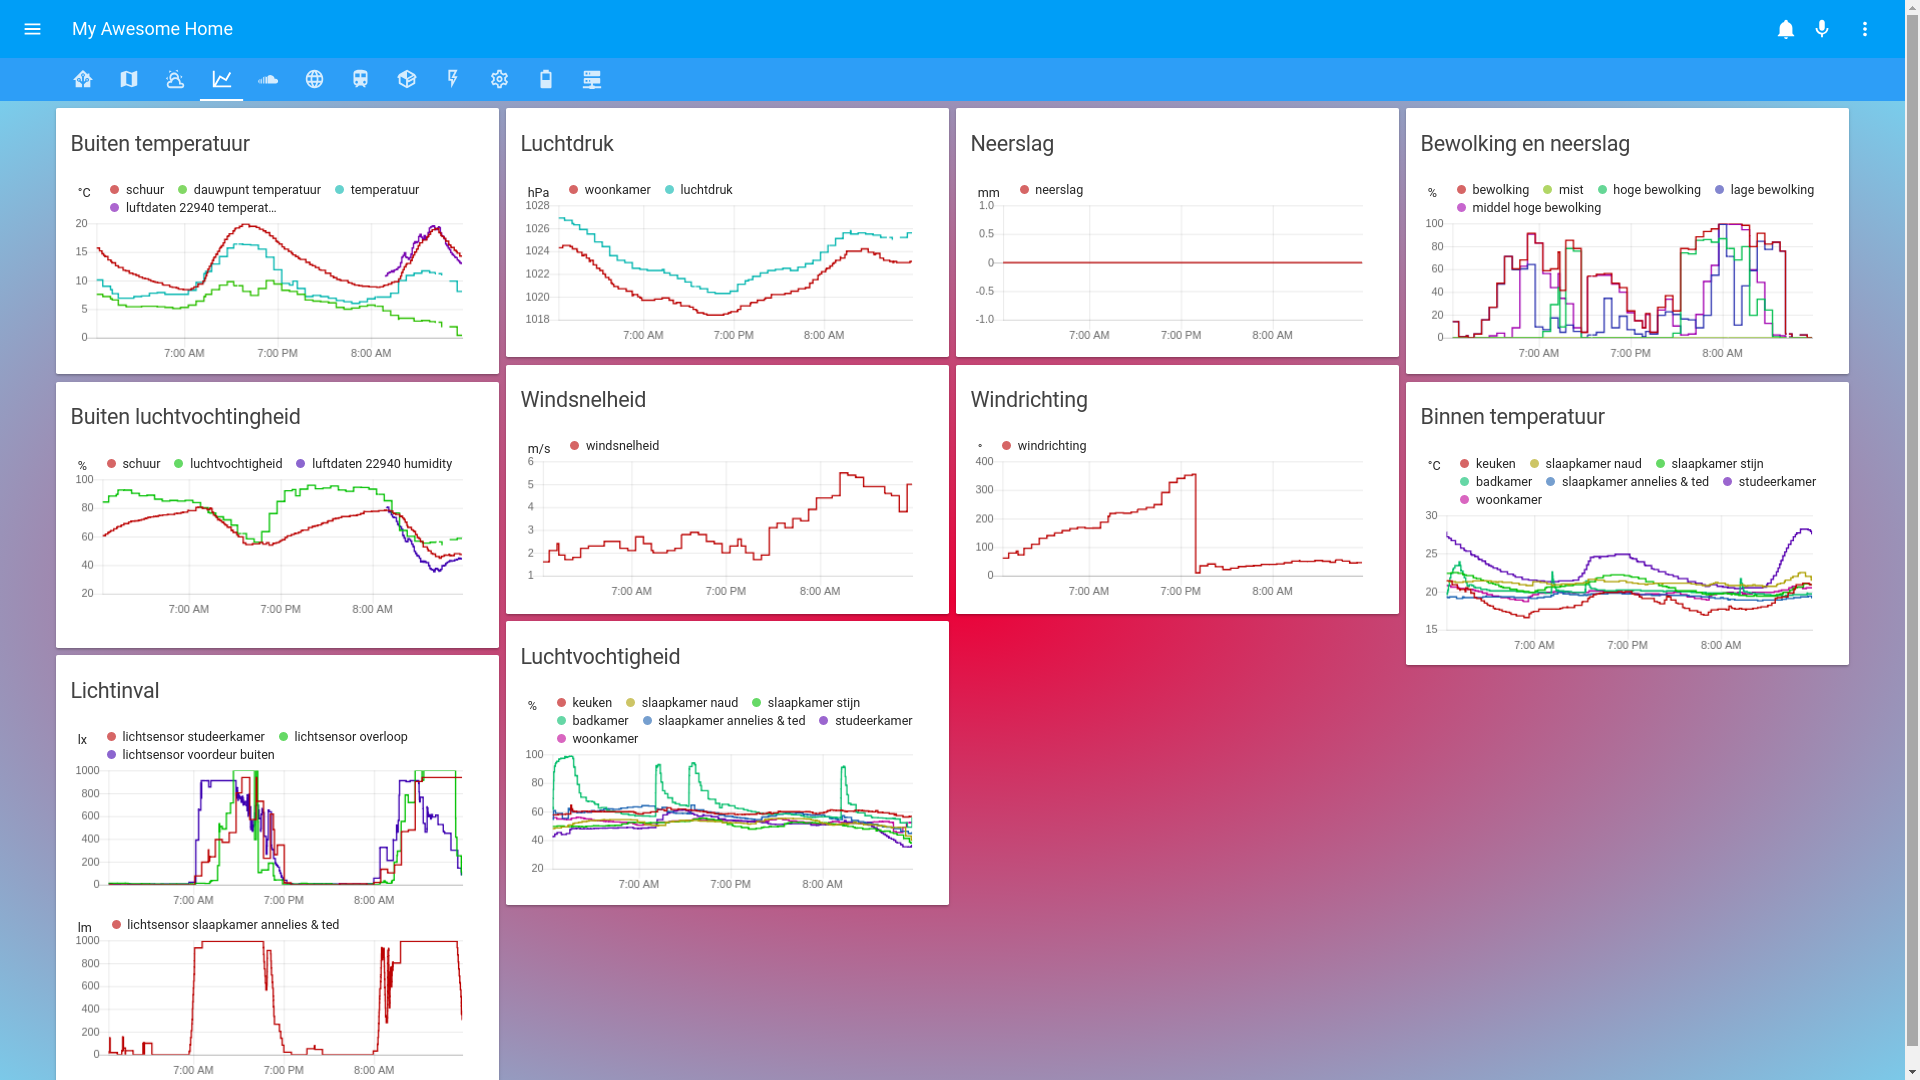 My Awesome Home
Buiten temperatuur
°C
schuur dauwpunt temperatuur temperatuur
luftdaten 22940 temperat...
20
15
10
5
0
7:00 AM 7:00 PM 8:00 AM
Buiten luchtvochtingheid
%
schuur luchtvochtigheid luftdaten 22940 humidity
100
80
60
40
20
7:00 AM 7:00 PM 8:00 AM
Lichtinval
lx
lichtsensor studeerkamer lichtsensor overloop
lichtsensor voordeur buiten
1000
800
600
400
200
0
7:00 AM 7:00 PM 8:00 AM
lm
lichtsensor slaapkamer annelies & ted
1000
800
600
400
200
0
7:00 AM 7:00 PM 8:00 AM
Luchtdruk
hPa
woonkamer luchtdruk
1028
1026
1024
1022
1020
1018
7:00 AM 7:00 PM 8:00 AM
Windsnelheid
m/s
windsnelheid
6
5
4
3
2
1
7:00 AM 7:00 PM 8:00 AM
Luchtvochtigheid
%
keuken slaapkamer naud slaapkamer stijn
badkamer slaapkamer annelies & ted studeerkamer
woonkamer
100
80
60
40
20
7:00 AM 7:00 PM 8:00 AM
Neerslag
mm
neerslag
1.0
0.5
0
-0.5
-1.0
7:00 AM 7:00 PM 8:00 AM
Windrichting
°
windrichting
400
300
200
100
0
7:00 AM 7:00 PM 8:00 AM
Bewolking en neerslag
%
bewolking mist hoge bewolking lage bewolking
middel hoge bewolking
100
80
60
40
20
0
7:00 AM 7:00 PM 8:00 AM
Binnen temperatuur
°C
keuken slaapkamer naud slaapkamer stijn
badkamer slaapkamer annelies & ted studeerkamer
woonkamer
30
25
20
15
7:00 AM 7:00 PM 8:00 AM